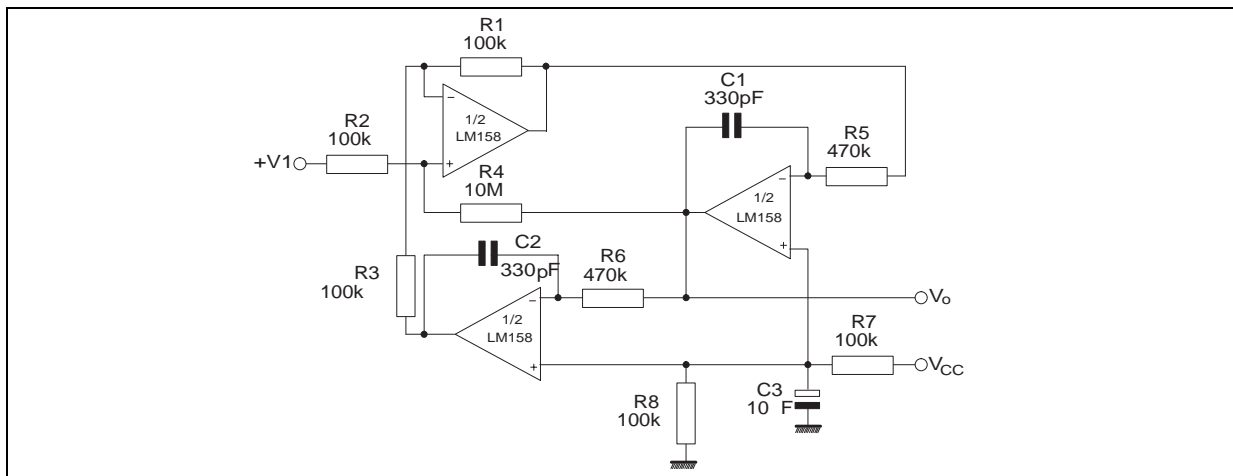 R1
100k
C1
330pF
R2
100k
1/2
LM158
R5
470k
+V1
R4
10M
1/2
LM158
C2
330pF
R6
470k
R3
100k
1/2
LM158
Vo
R7
100k
VCC
R8
100k
C3
10 F
− + − + − +